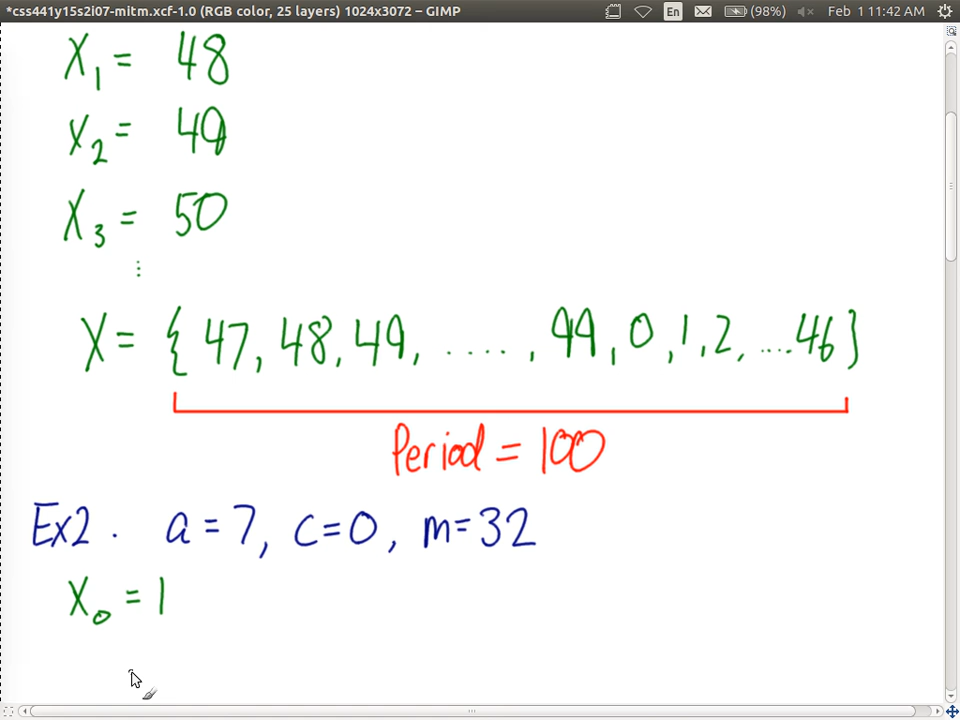 *css441y15s2i07-mitm.xcf-1.0 (RGB color, 25 layers) 1024x3072 – GIMP En (98%) Feb 1 11:42 AM
X₁ = 48
X₂ = 49
X₃ = 50
⋮
X = {47, 48, 49, ....., 99, 0, 1, 2, ....46}
Period = 100
Ex2. a=7, c=0, m=32
X₀ = 1